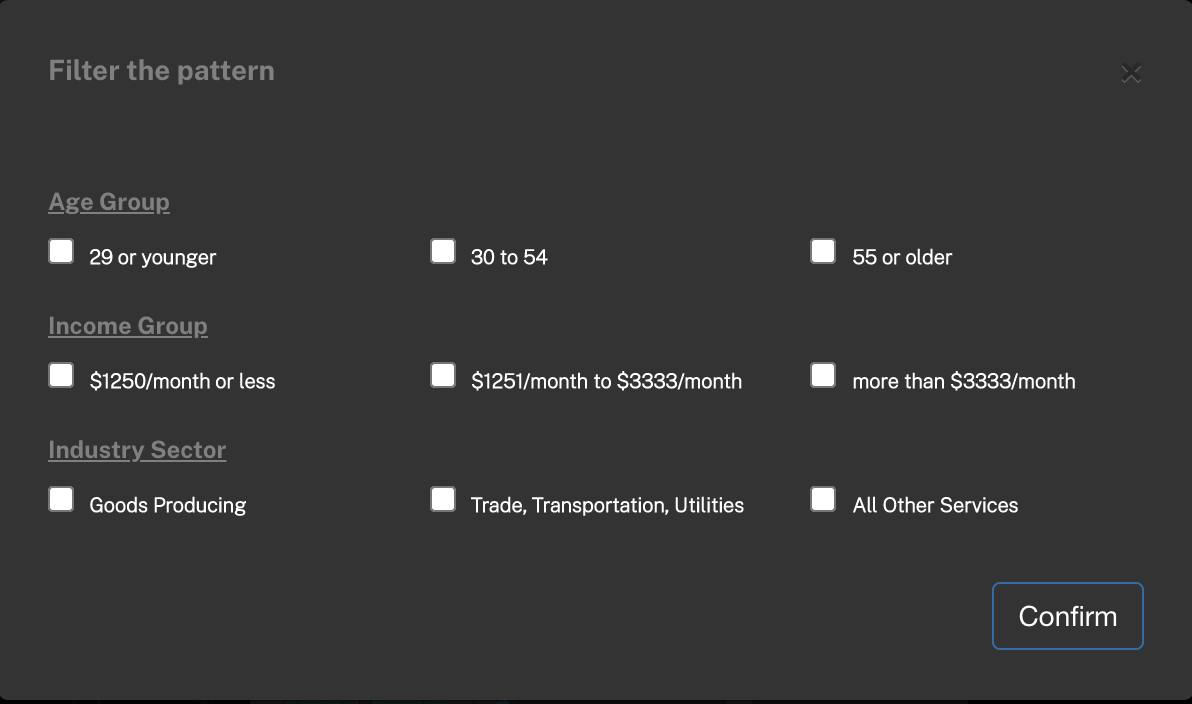 Filter the pattern
Age Group
29 or younger 30 to 54 55 or older
Income Group
$1250/month or less $1251/month to $3333/month more than $3333/month
Industry Sector
Goods Producing Trade, Transportation, Utilities All Other Services
Confirm